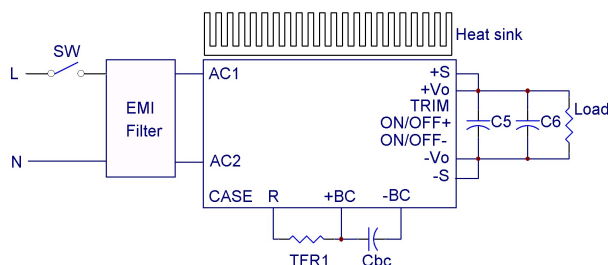 Heat sink
SW
L
AC1
+S
+Vo
TRIM
ON/OFF+
ON/OFF-
-Vo
-S
C5
C6
Load
EMI
Filter
N
AC2
CASE
R
+BC
-BC
TFR1
Cbc